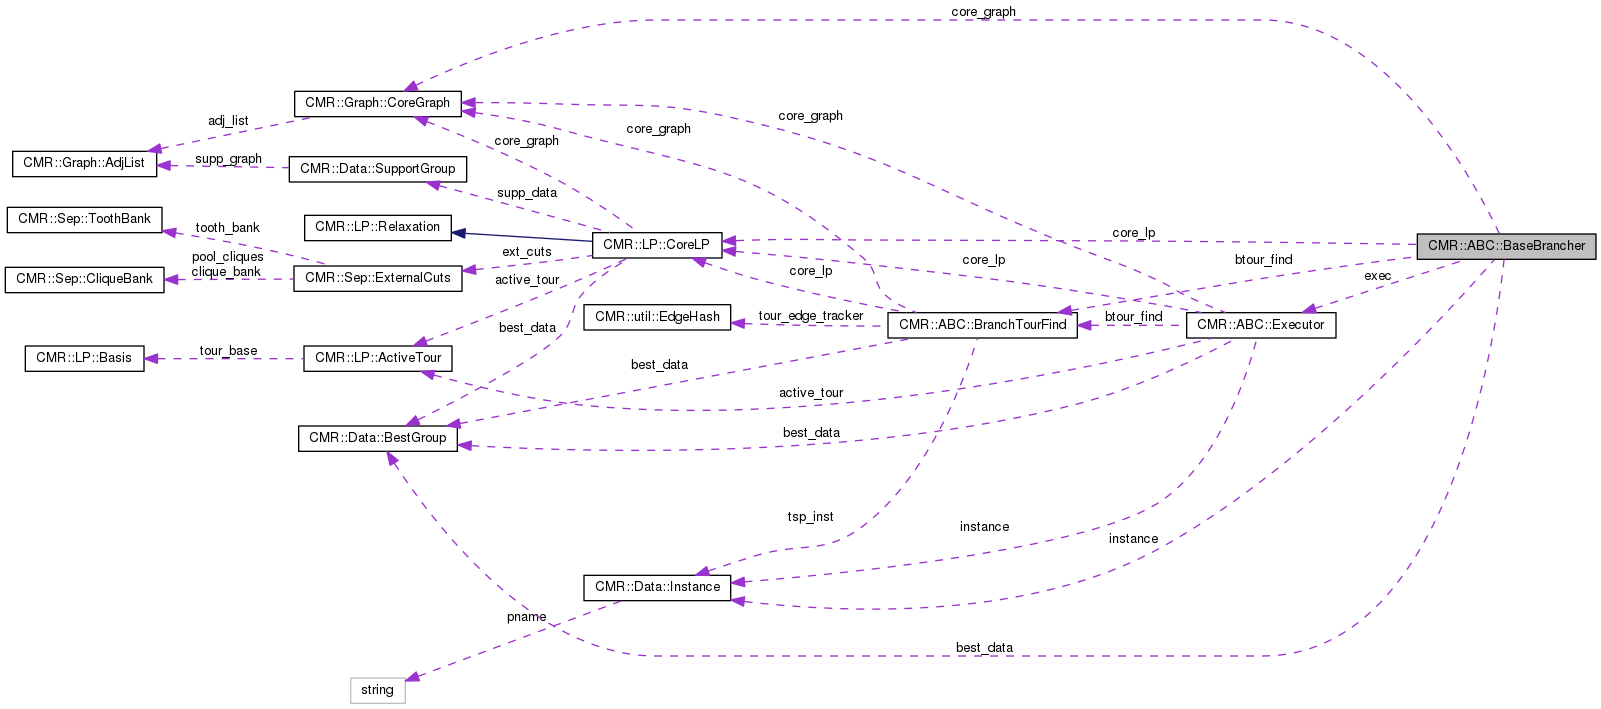 core_graph
CMR::Graph::CoreGraph
core_graph
adj_list
core_graph
core_graph
CMR::Graph::AdjList
supp_graph
CMR::Data::SupportGroup
supp_data
CMR::Sep::ToothBank
tooth_bank
CMR::LP::Relaxation
CMR::LP::CoreLP
core_lp
CMR::ABC::BaseBrancher
pool_cliques
clique_bank
ext_cuts
core_lp
btour_find
CMR::Sep::CliqueBank
CMR::Sep::ExternalCuts
active_tour
core_lp
exec
CMR::util::EdgeHash
tour_edge_tracker
CMR::ABC::BranchTourFind
btour_find
CMR::ABC::Executor
best_data
CMR::LP::Basis
tour_base
CMR::LP::ActiveTour
best_data
active_tour
CMR::Data::BestGroup
best_data
tsp_inst
instance
instance
CMR::Data::Instance
pname
best_data
string